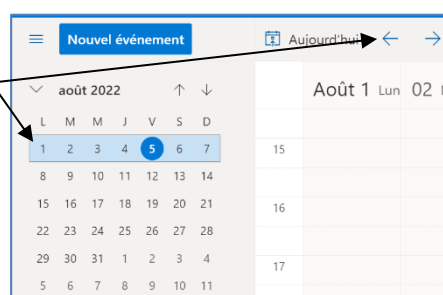 Nouvel événement
Aujourd'hui
août 2022
Août 1 Lun 02
L M M J V S D
1 2 3 4 5 6 7
15
8 9 10 11 12 13 14
15 16 17 18 19 20 21
16
22 23 24 25 26 27 28
29 30 31 1 2 3 4
17
5 6 7 8 9 10 11